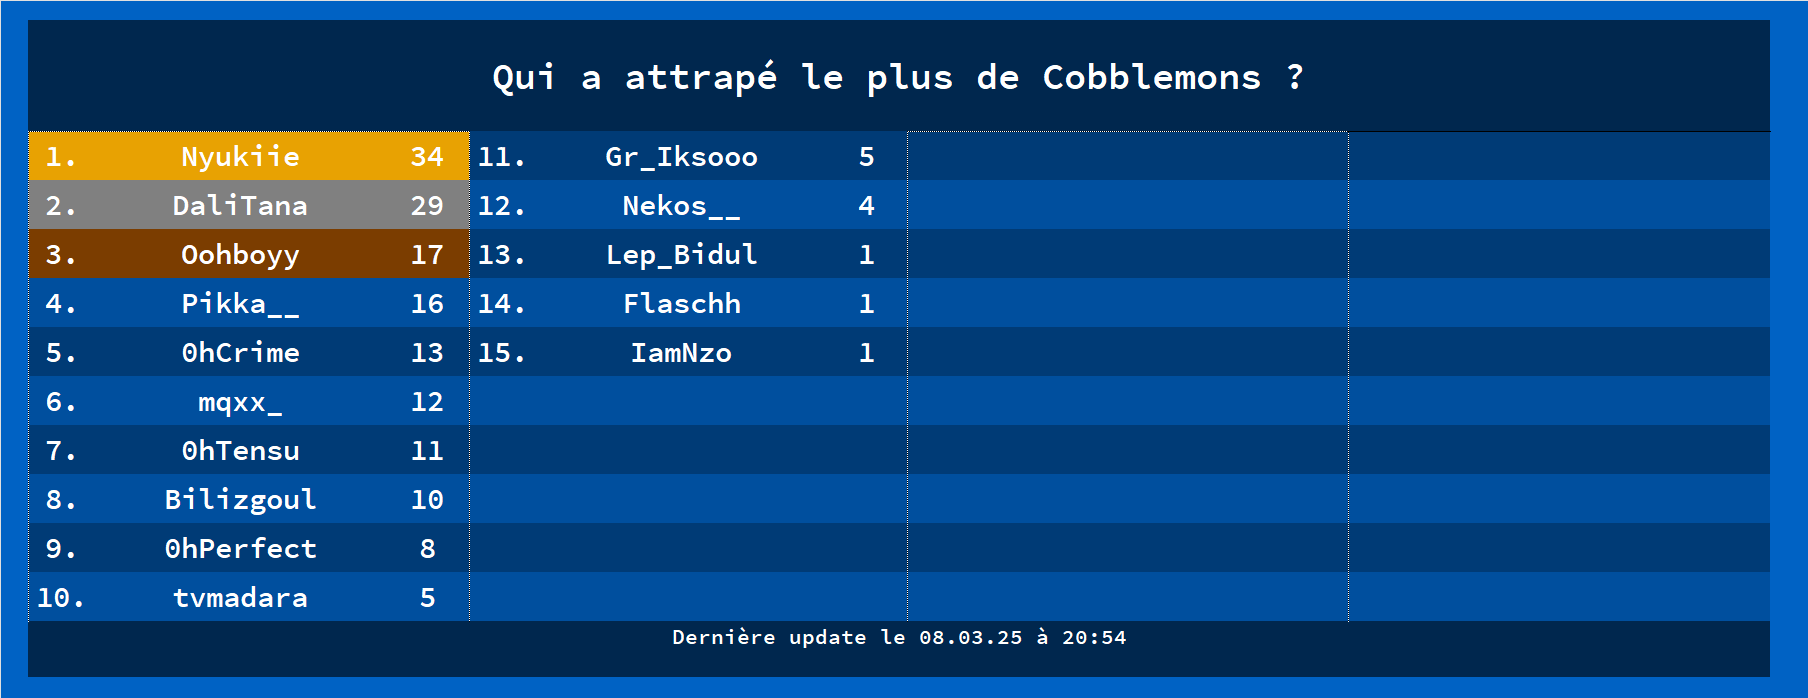 Qui a attrapé le plus de Cobblemons ?
1. Nyukiie 34
2. DaliTana 29
3. Oohboyy 17
4. Pikka__ 16
5. 0hCrime 13
6. mqxx_ 12
7. 0hTensu 11
8. Bilizgoul 10
9. 0hPerfect 8
10. tvmadara 5
11. Gr_Iksooo 5
12. Nekos__ 4
13. Lep_Bidul 1
14. Flaschh 1
15. IamNzo 1
Dernière update le 08.03.25 à 20:54